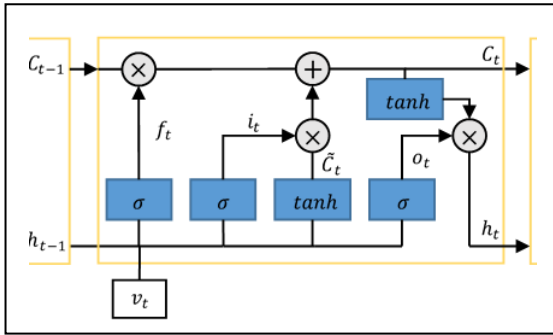 C_{t-1} × + C_t
tanh
f_t i_t × × 
C̃_t o_t
σ σ tanh σ
h_{t-1} h_t
v_t